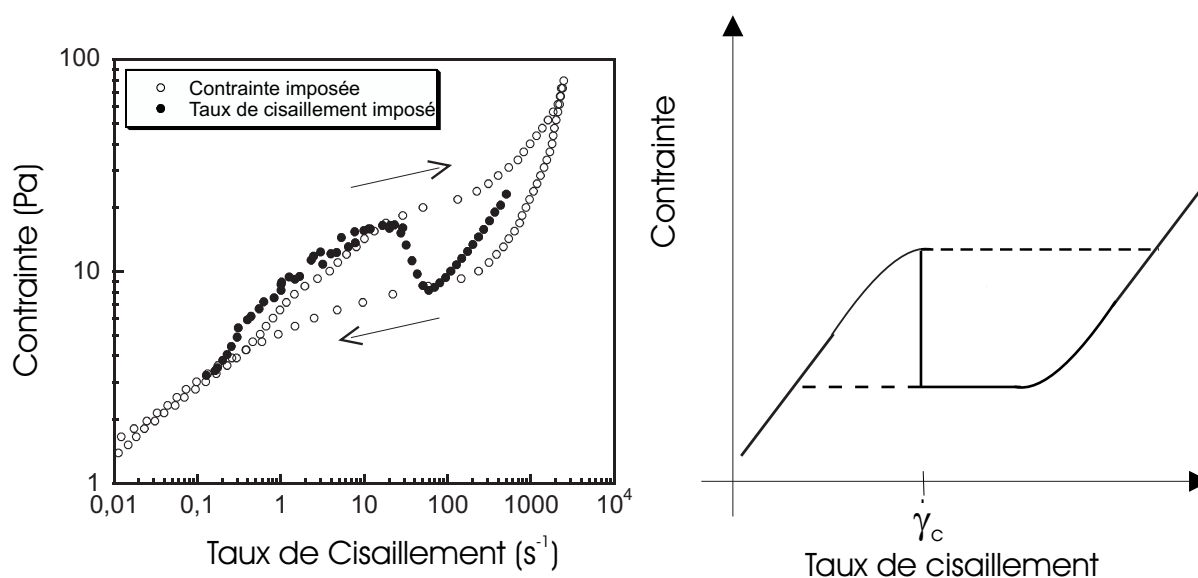 100
Contrainte imposée
Taux de cisaillement imposé
Contrainte (Pa)
10
1
0,01 0,1 1 10 100 1000 10⁴
Taux de Cisaillement (s⁻¹)
Contrainte
γ̇c
Taux de cisaillement